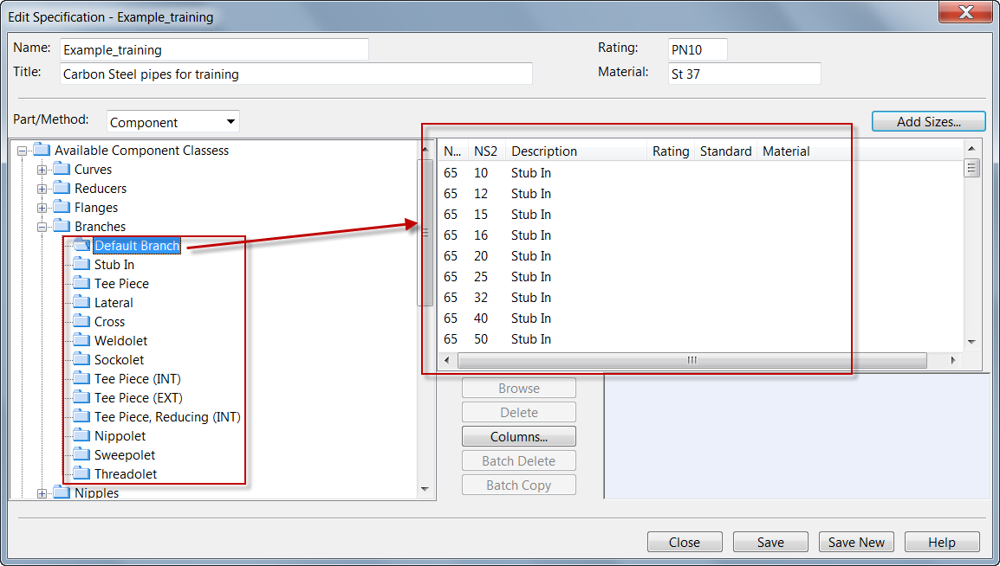 Edit Specification - Example_training
Name: Example_training Rating: PN10
Title: Carbon Steel pipes for training Material: St 37
Part/Method: Component Add Sizes...
Available Component Classess
Curves
Reducers
Flanges
Branches
Default Branch
Stub In
Tee Piece
Lateral
Cross
Weldolet
Sockolet
Tee Piece (INT)
Tee Piece (EXT)
Tee Piece, Reducing (INT)
Nippolet
Sweepolet
Threadolet
Nipples
N... NS2 Description Rating Standard Material
65 10 Stub In
65 12 Stub In
65 15 Stub In
65 16 Stub In
65 20 Stub In
65 25 Stub In
65 32 Stub In
65 40 Stub In
65 50 Stub In
Browse
Delete
Columns...
Batch Delete
Batch Copy
Close Save Save New Help